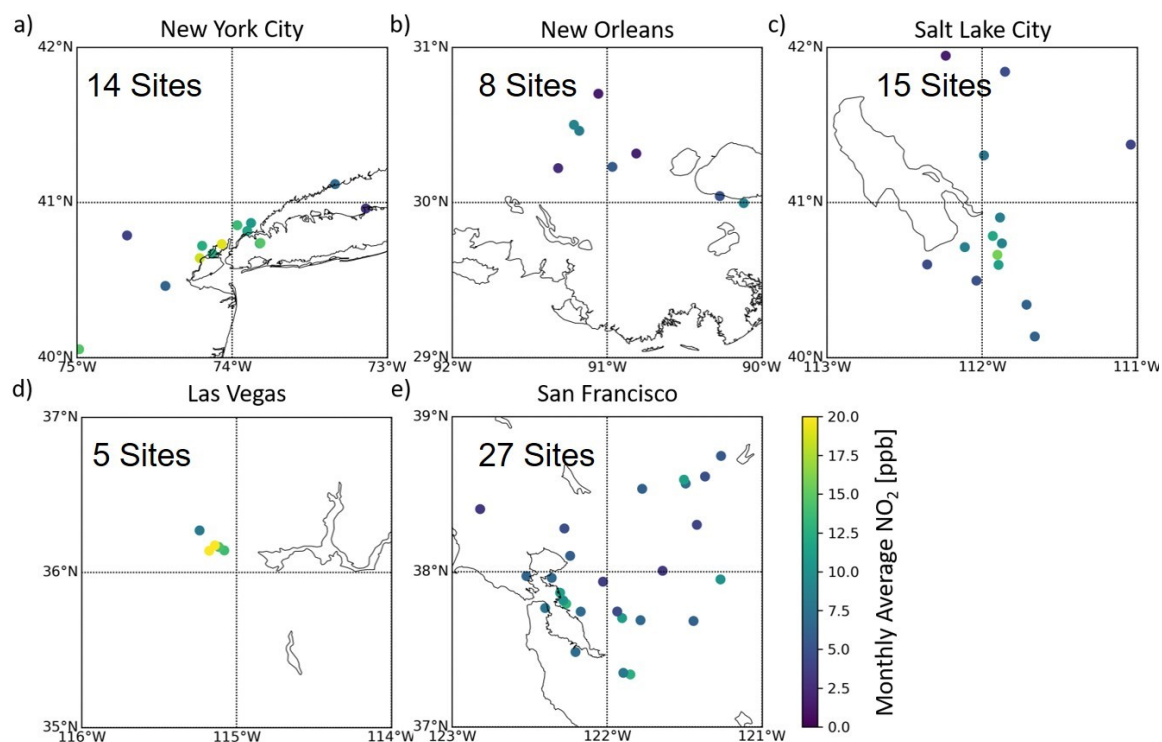 a) New York City b) New Orleans c) Salt Lake City
42°N 31°N 42°N
14 Sites 8 Sites 15 Sites
41°N 30°N 41°N
40°N 29°N 40°N
75°W 74°W 73°W 92°W 91°W 90°W 113°W 112°W 111°W
d) Las Vegas e) San Francisco
37°N 39°N 20.0
5 Sites 27 Sites 17.5
15.0
12.5
36°N 38°N 10.0
7.5
5.0
2.5
35°N 37°N 0.0
116°W 115°W 114°W 123°W 122°W 121°W
Monthly Average NO₂ [ppb]